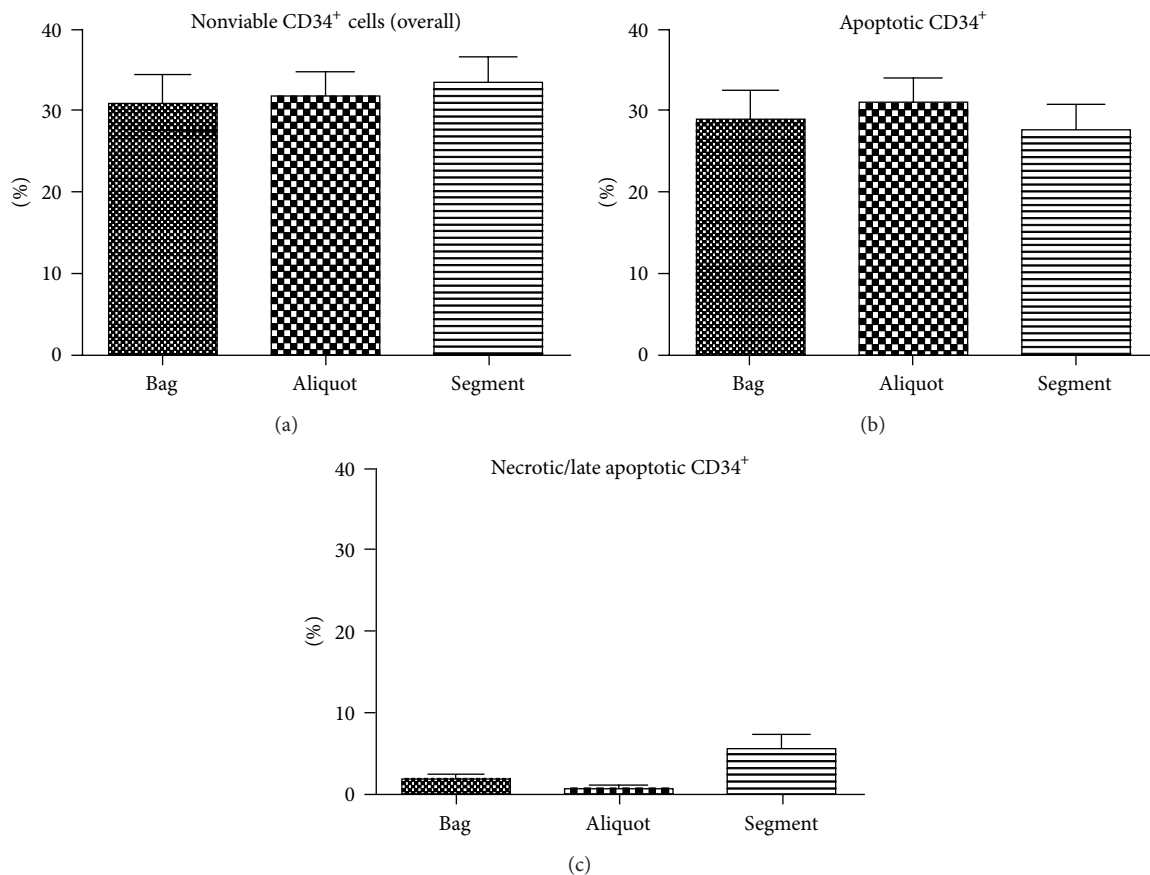 Nonviable CD34⁺ cells (overall)
40
30
20
10
0
(%)
Bag Aliquot Segment
(a)
Apoptotic CD34⁺
40
30
20
10
0
(%)
Bag Aliquot Segment
(b)
Necrotic/late apoptotic CD34⁺
40
30
20
10
0
(%)
Bag Aliquot Segment
(c)